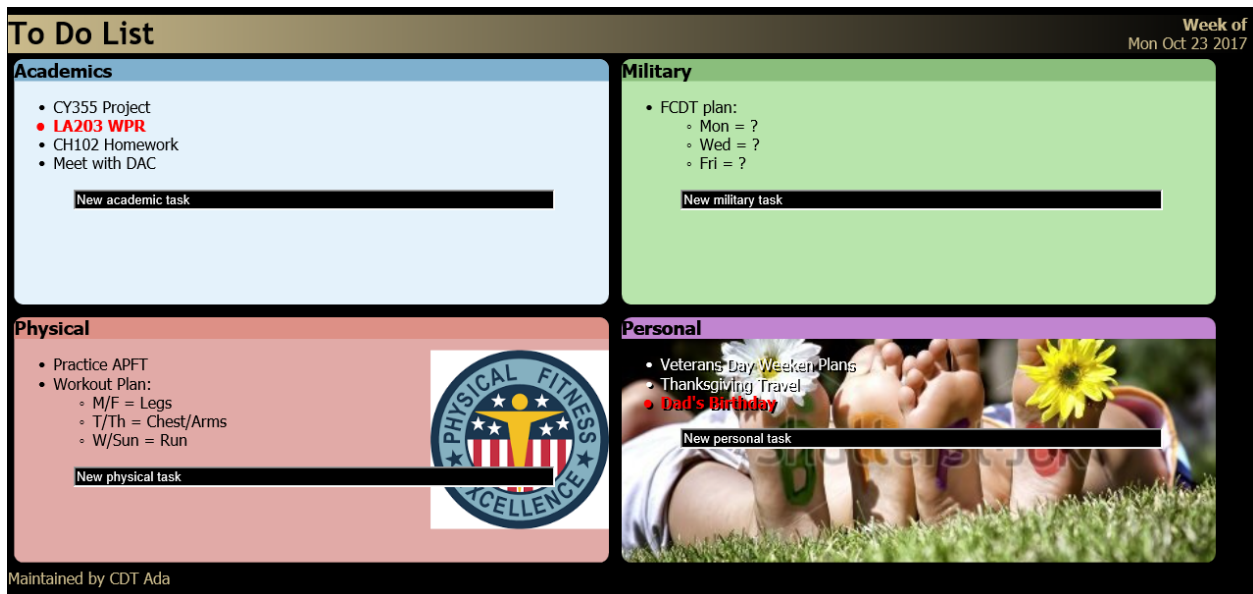 To Do List
Week of
Mon Oct 23 2017
Academics
• CY355 Project
• LA203 WPR
• CH102 Homework
• Meet with DAC
New academic task
Military
• FCDT plan:
◦ Mon = ?
◦ Wed = ?
◦ Fri = ?
New military task
Physical
• Practice APFT
• Workout Plan:
◦ M/F = Legs
◦ T/Th = Chest/Arms
◦ W/Sun = Run
New physical task
PHYSICAL FITNESS
EXCELLENCE
Personal
• Veterans Day Weeken Plans
• Thanksgiving Travel
• Dad's Birthday
New personal task
Maintained by CDT Ada